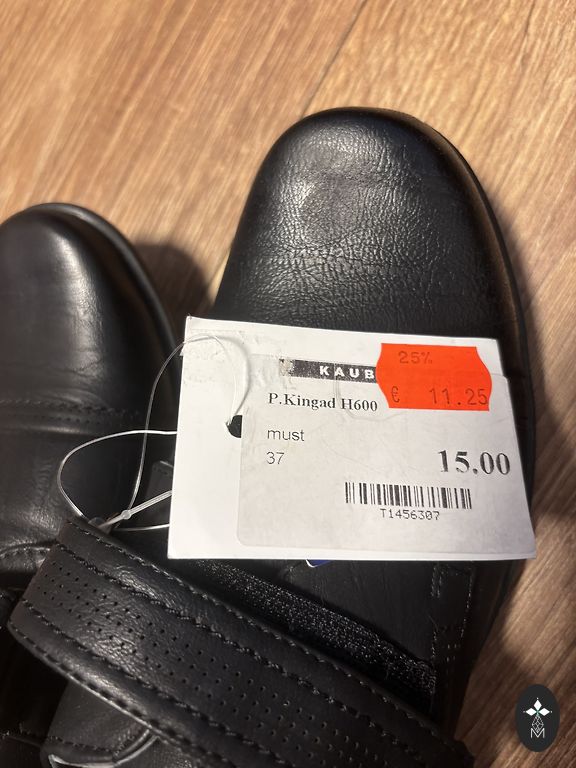 KAUB
25%
€ 11.25
P.Kingad H600
must
37
15.00
T1456307
M